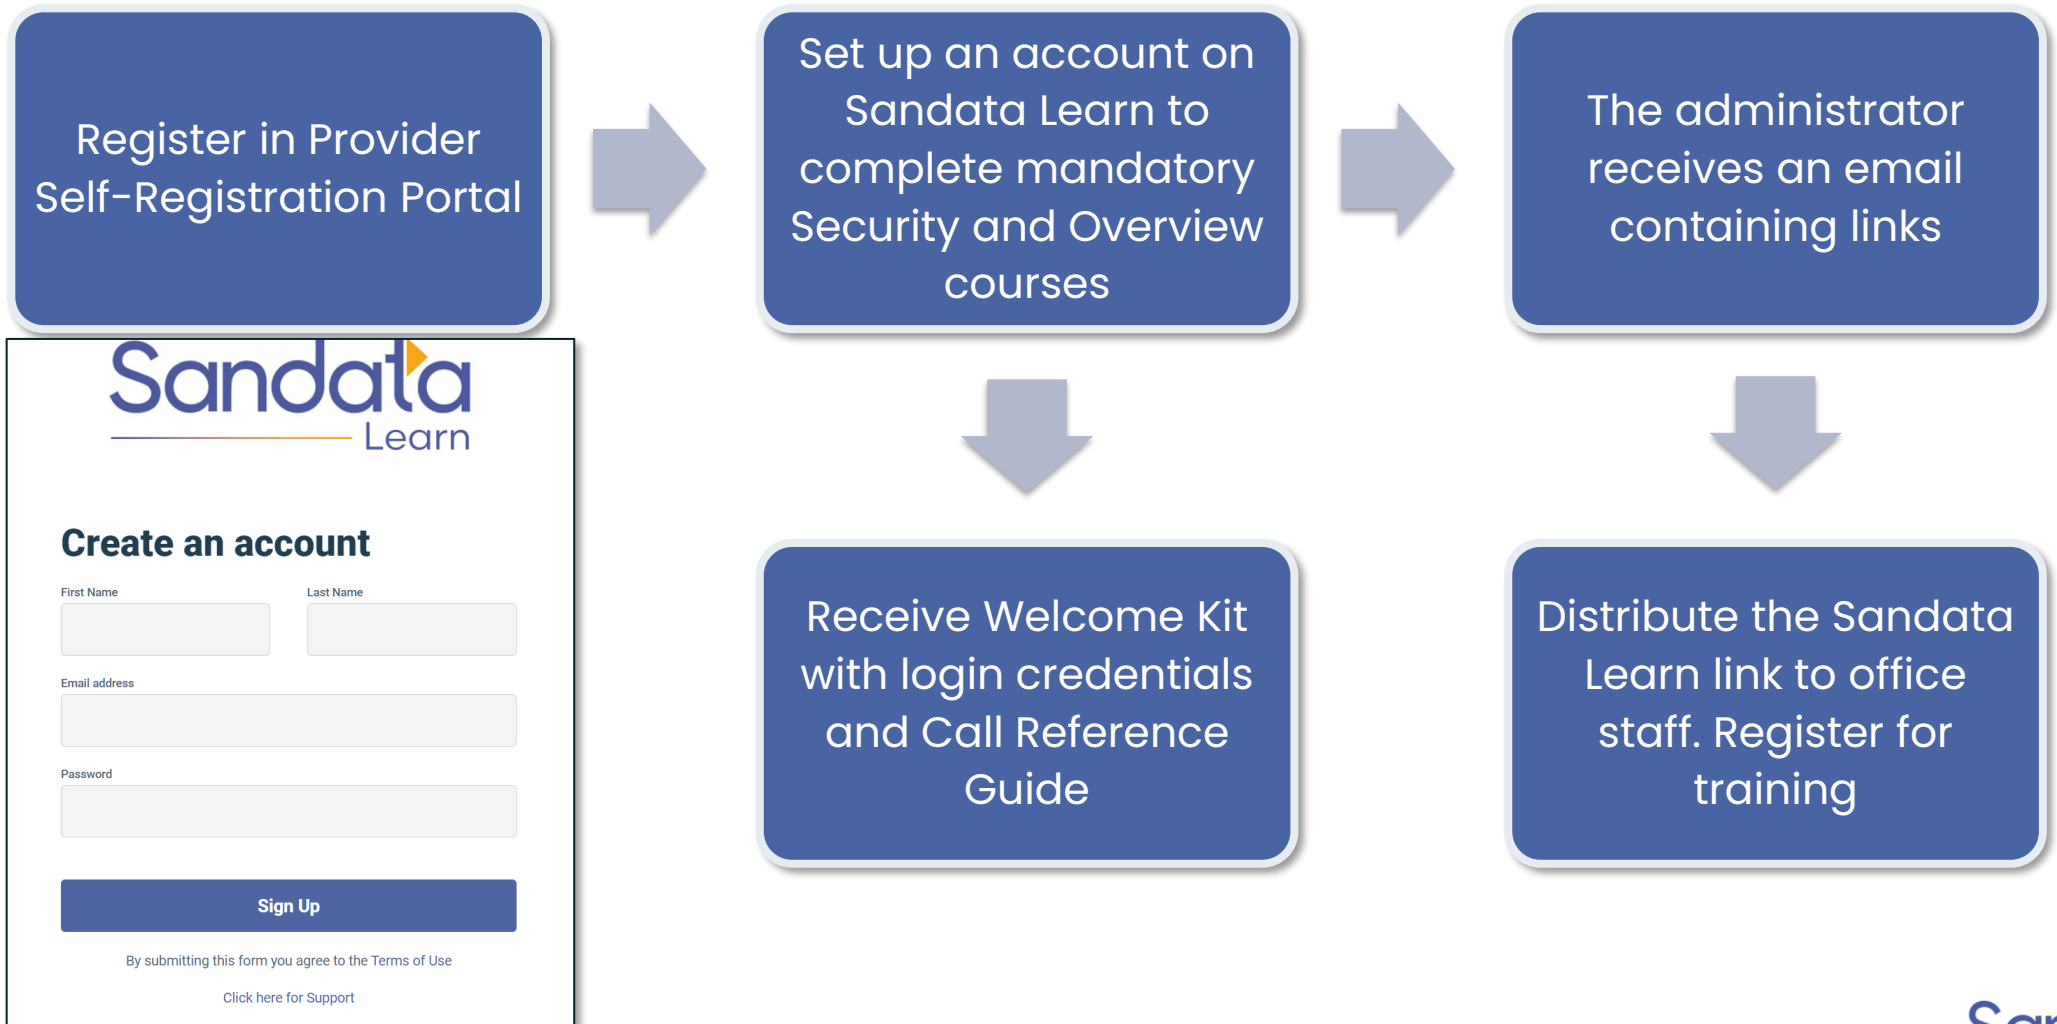 Register in Provider
Self-Registration Portal
Set up an account on
Sandata Learn to
complete mandatory
Security and Overview
courses
The administrator
receives an email
containing links
Sandata
Learn
Create an account
First Name
Last Name
Email address
Password
Sign Up
By submitting this form you agree to the Terms of Use
Click here for Support
Receive Welcome Kit
with login credentials
and Call Reference
Guide
Distribute the Sandata
Learn link to office
staff. Register for
training